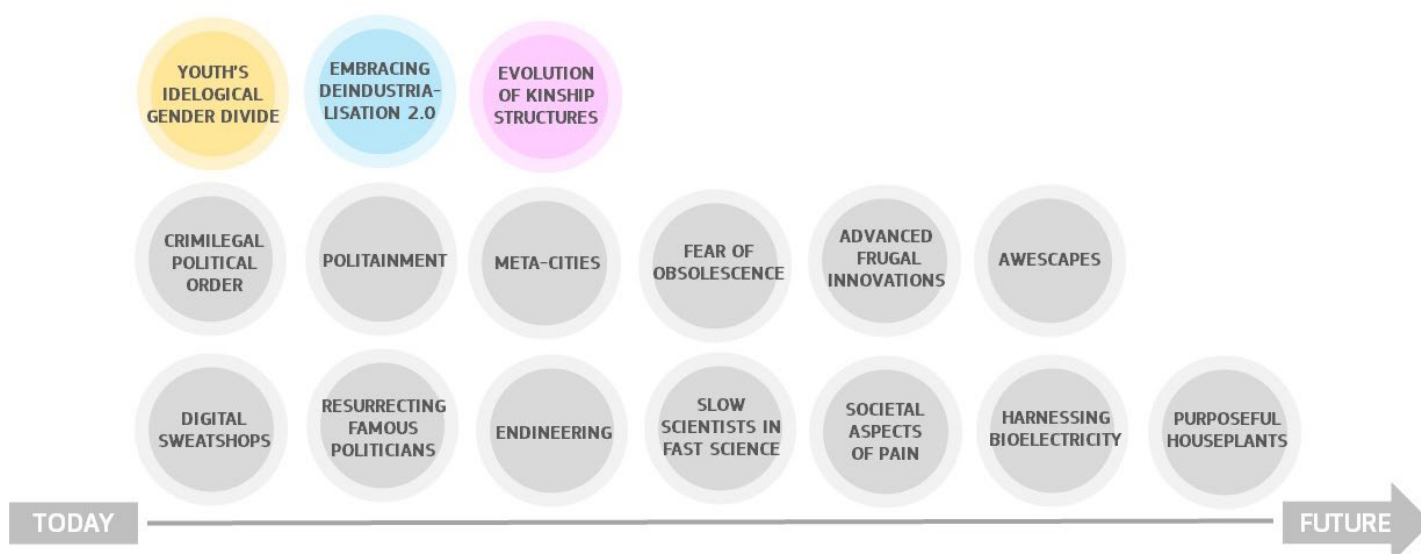 YOUTH'S
IDELOGICAL
GENDER DIVIDE
EMBRACING
DEINDUSTRIA-
LISATION 2.0
EVOLUTION
OF KINSHIP
STRUCTURES
CRIMILEGAL
POLITICAL
ORDER
POLITAINMENT
META-CITIES
FEAR OF
OBSOLESCENCE
ADVANCED
FRUGAL
INNOVATIONS
AWESCAPES
DIGITAL
SWEATSHOPS
RESURRECTING
FAMOUS
POLITICIANS
ENDINEERING
SLOW
SCIENTISTS IN
FAST SCIENCE
SOCIETAL
ASPECTS
OF PAIN
HARNESSING
BIOELECTRICITY
PURPOSEFUL
HOUSEPLANTS
TODAY
FUTURE